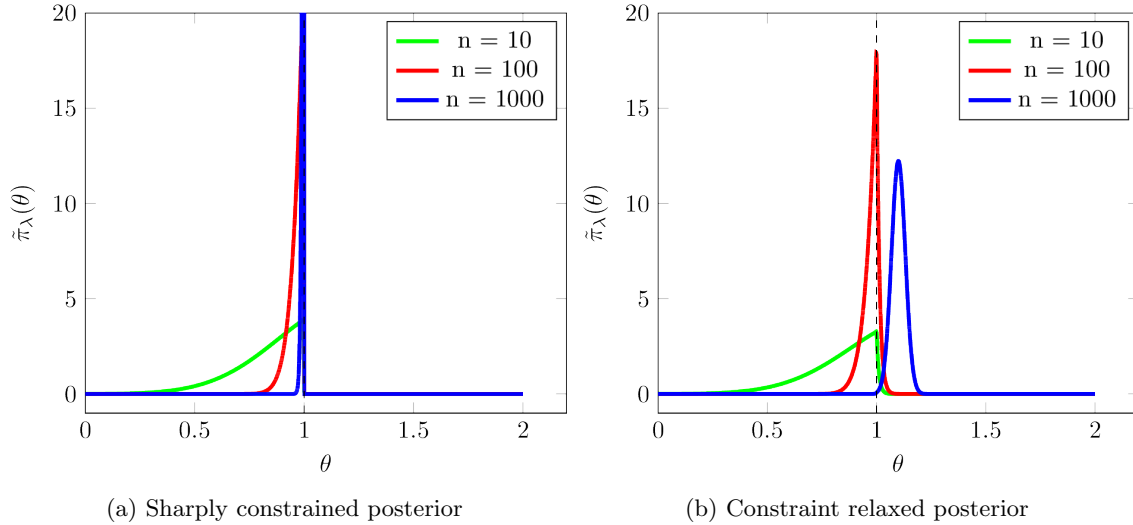 20
15
10
5
0
0
0.5
1
1.5
2
π̃λ(θ)
θ
n = 10
n = 100
n = 1000
(a) Sharply constrained posterior
20
15
10
5
0
0
0.5
1
1.5
2
π̃λ(θ)
θ
n = 10
n = 100
n = 1000
(b) Constraint relaxed posterior